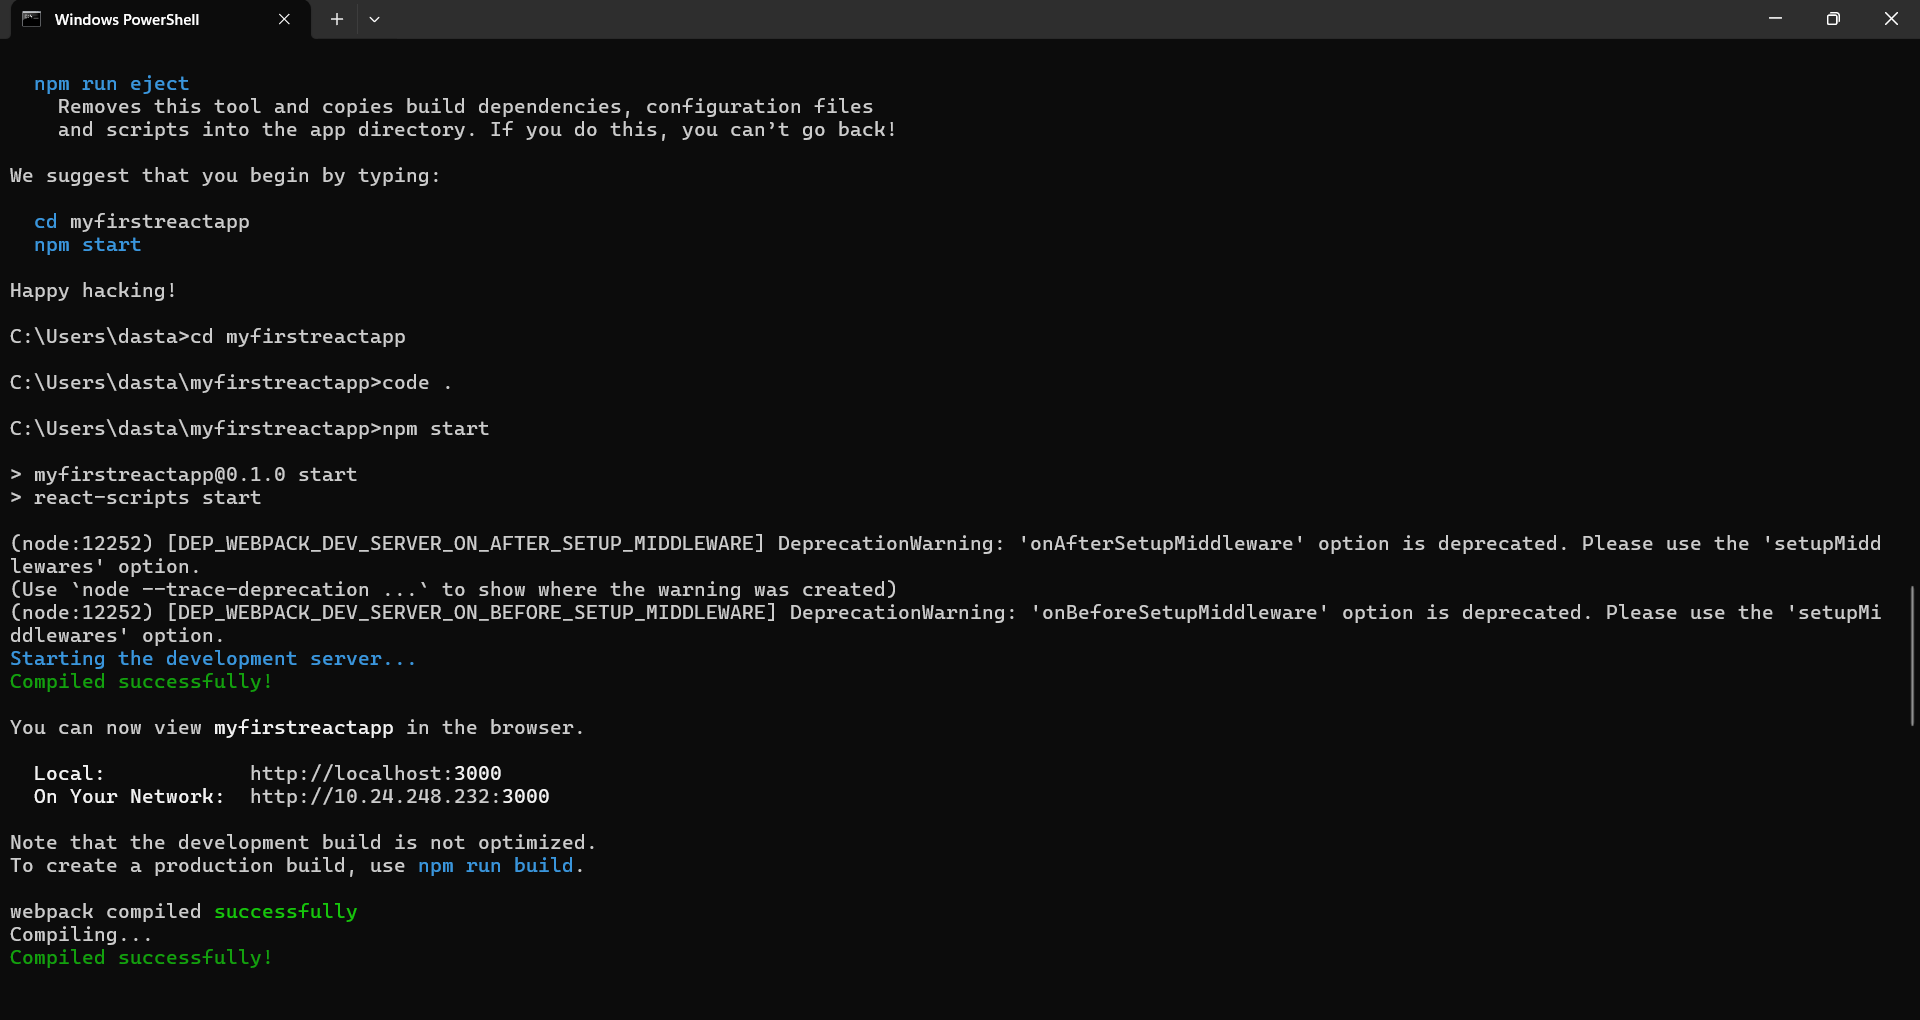 Windows PowerShell
npm run eject
Removes this tool and copies build dependencies, configuration files
and scripts into the app directory. If you do this, you can’t go back!
We suggest that you begin by typing:
cd myfirstreactapp
npm start
Happy hacking!
C:\Users\dasta>cd myfirstreactapp
C:\Users\dasta\myfirstreactapp>code .
C:\Users\dasta\myfirstreactapp>npm start
> myfirstreactapp@0.1.0 start
> react-scripts start
(node:12252) [DEP_WEBPACK_DEV_SERVER_ON_AFTER_SETUP_MIDDLEWARE] DeprecationWarning: 'onAfterSetupMiddleware' option is deprecated. Please use the 'setupMidd
lewares' option.
(Use `node --trace-deprecation ...` to show where the warning was created)
(node:12252) [DEP_WEBPACK_DEV_SERVER_ON_BEFORE_SETUP_MIDDLEWARE] DeprecationWarning: 'onBeforeSetupMiddleware' option is deprecated. Please use the 'setupMi
ddlewares' option.
Starting the development server...
Compiled successfully!
You can now view myfirstreactapp in the browser.
Local: http://localhost:3000
On Your Network: http://10.24.248.232:3000
Note that the development build is not optimized.
To create a production build, use npm run build.
webpack compiled successfully
Compiling...
Compiled successfully!